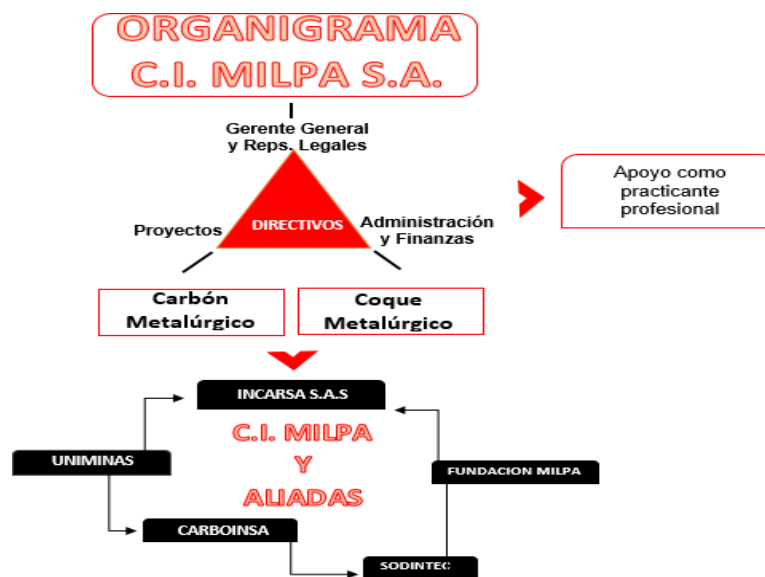 ORGANIGRAMA
C.I. MILPA S.A.
Gerente General
y Reps. Legales
Apoyo como
practicante
profesional
Proyectos
DIRECTIVOS
Administración
y Finanzas
Carbón
Metalúrgico
Coque
Metalúrgico
INCARSA S.A.S
C.I. MILPA
Y
ALIADAS
UNIMINAS
FUNDACION MILPA
CARBOINSA
SODINTEC